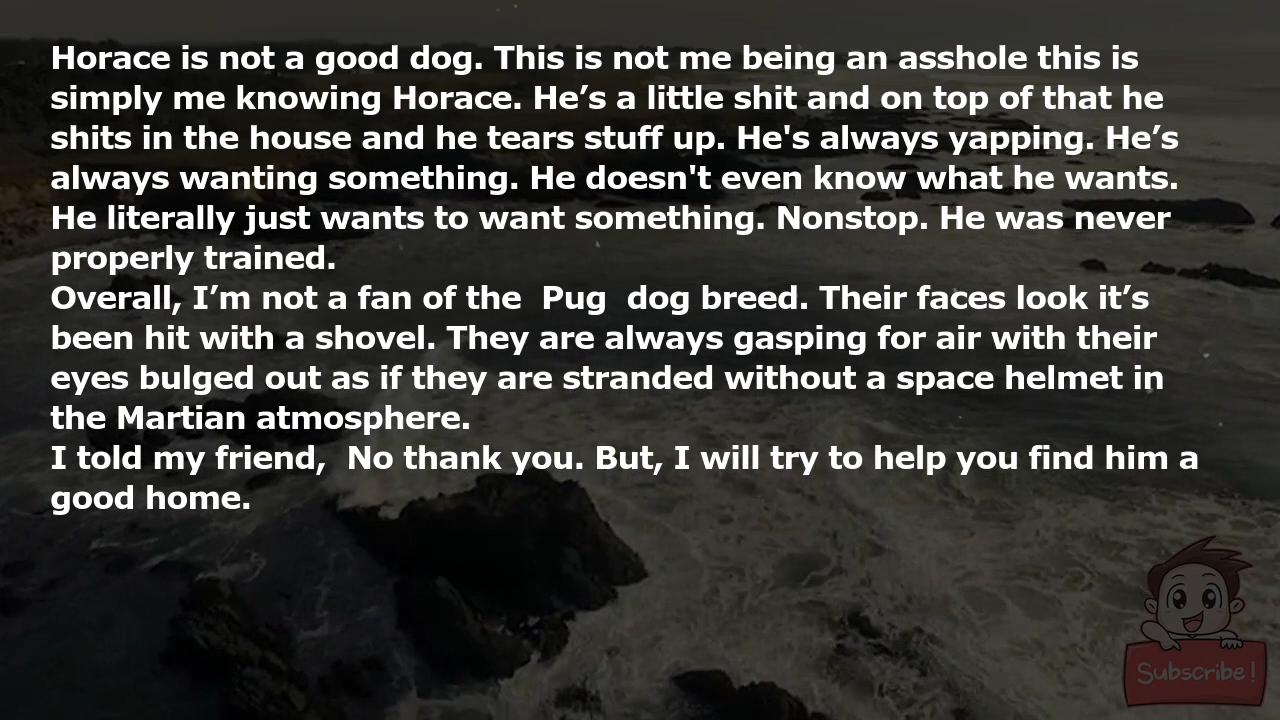 Horace is not a good dog. This is not me being an asshole this is
simply me knowing Horace. He’s a little shit and on top of that he
shits in the house and he tears stuff up. He's always yapping. He’s
always wanting something. He doesn't even know what he wants.
He literally just wants to want something. Nonstop. He was never
properly trained.
Overall, I’m not a fan of the  Pug  dog breed. Their faces look it’s
been hit with a shovel. They are always gasping for air with their
eyes bulged out as if they are stranded without a space helmet in
the Martian atmosphere.
I told my friend,  No thank you. But, I will try to help you find him a
good home.
Subscribe!